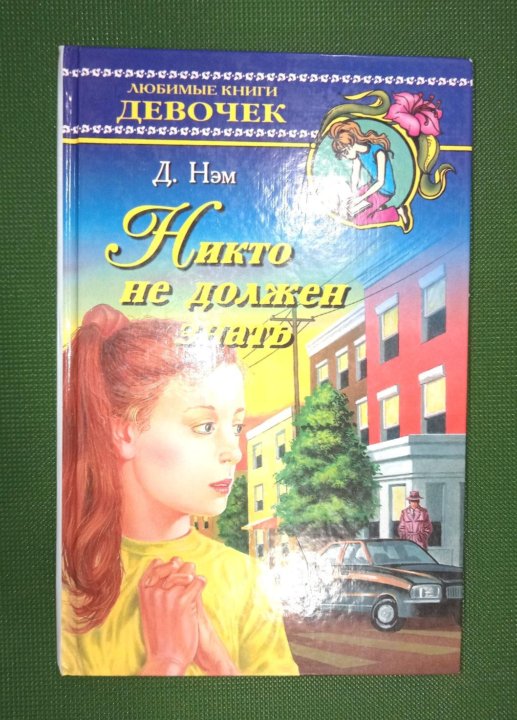 ЛЮБИМЫЕ КНИГИ
ДЕВОЧЕК
Д. Нэм
Никто
не должен
знать